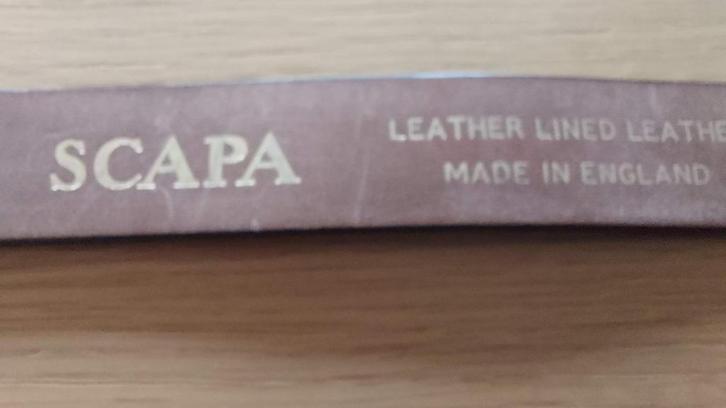 SCAPA
LEATHER LINED LEATHE
MADE IN ENGLAND